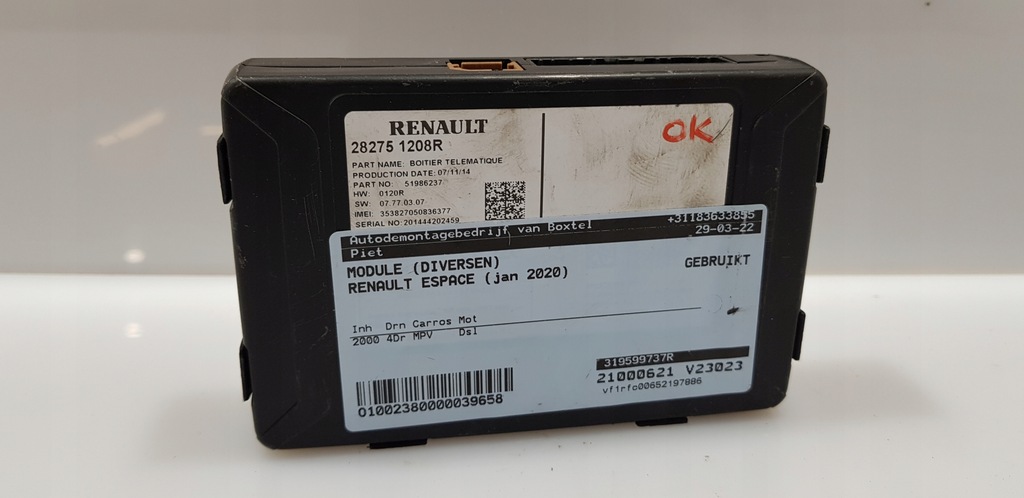 RENAULT
28275 1208R
OK
PART NAME: BOITIER TELEMATIQUE
PRODUCTION DATE: 07/11/14
PART NO: 51986237
HW: 0120R
SW: 07.77.03.07
IMEI: 353827050836377
SERIAL NO: 201444202459
Autodemontagebedrijf van Boxtel +31183633855
Piet 29-03-22
MODULE (DIVERSEN) GEBRUIKT
RENAULT ESPACE (jan 2020)
Inh Drn Carros Mot
2000 4Dr MPV Dsl
319599737R
21000621 V23023
vf1rfc00652197886
01002380000039658